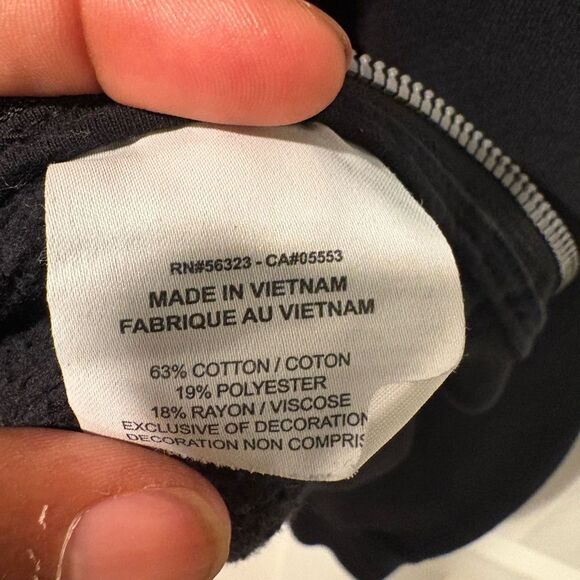 RN#56323 - CA#05553
MADE IN VIETNAM
FABRIQUE AU VIETNAM
63% COTTON / COTON
19% POLYESTER
18% RAYON / VISCOSE
EXCLUSIVE OF DECORATION
DECORATION NON COMPRIS